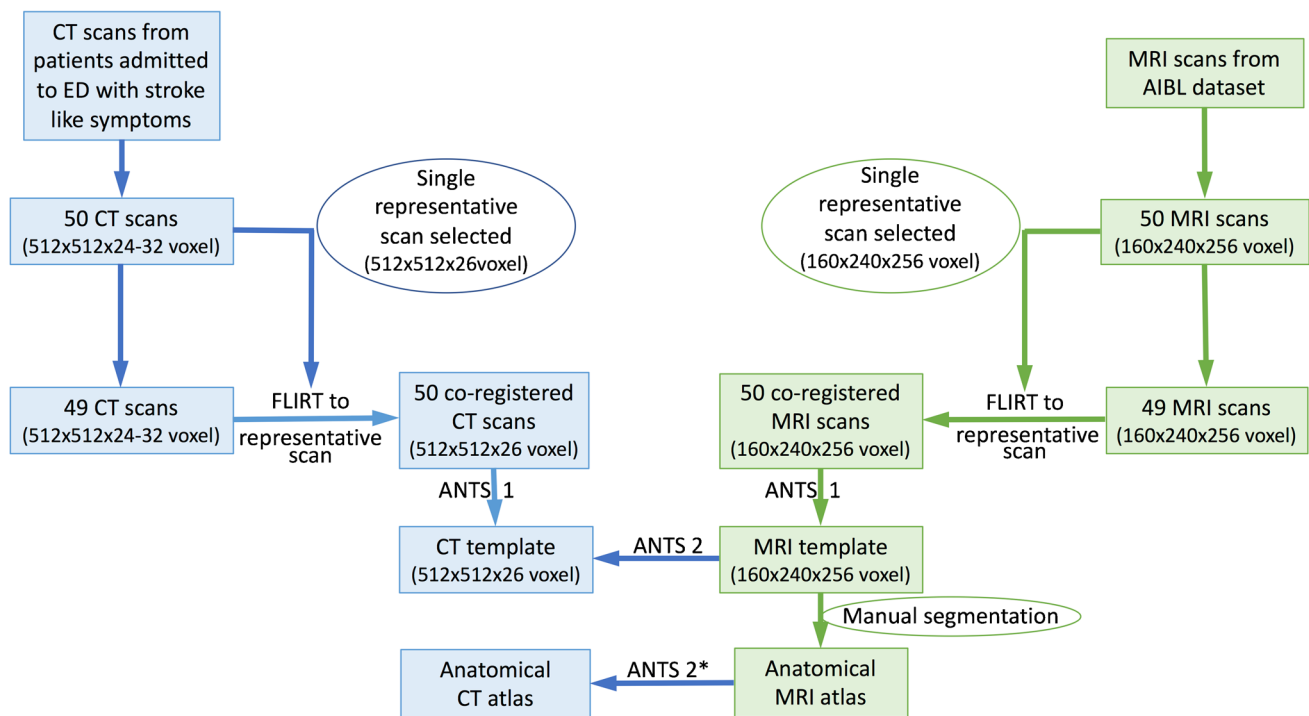 CT scans from
patients admitted
to ED with stroke
like symptoms
MRI scans from
AIBL dataset
Single
representative
scan selected
(512x512x26voxel)
Single
representative
scan selected
(160x240x256 voxel)
50 CT scans
(512x512x24-32 voxel)
50 MRI scans
(160x240x256 voxel)
49 CT scans
(512x512x24-32 voxel)
FLIRT to
representative
scan
50 co-registered
CT scans
(512x512x26 voxel)
50 co-registered
MRI scans
(160x240x256 voxel)
FLIRT to
representative
scan
49 MRI scans
(160x240x256 voxel)
ANTS 1
ANTS 1
CT template
(512x512x26 voxel)
ANTS 2
MRI template
(160x240x256 voxel)
Manual segmentation
Anatomical
CT atlas
ANTS 2*
Anatomical
MRI atlas